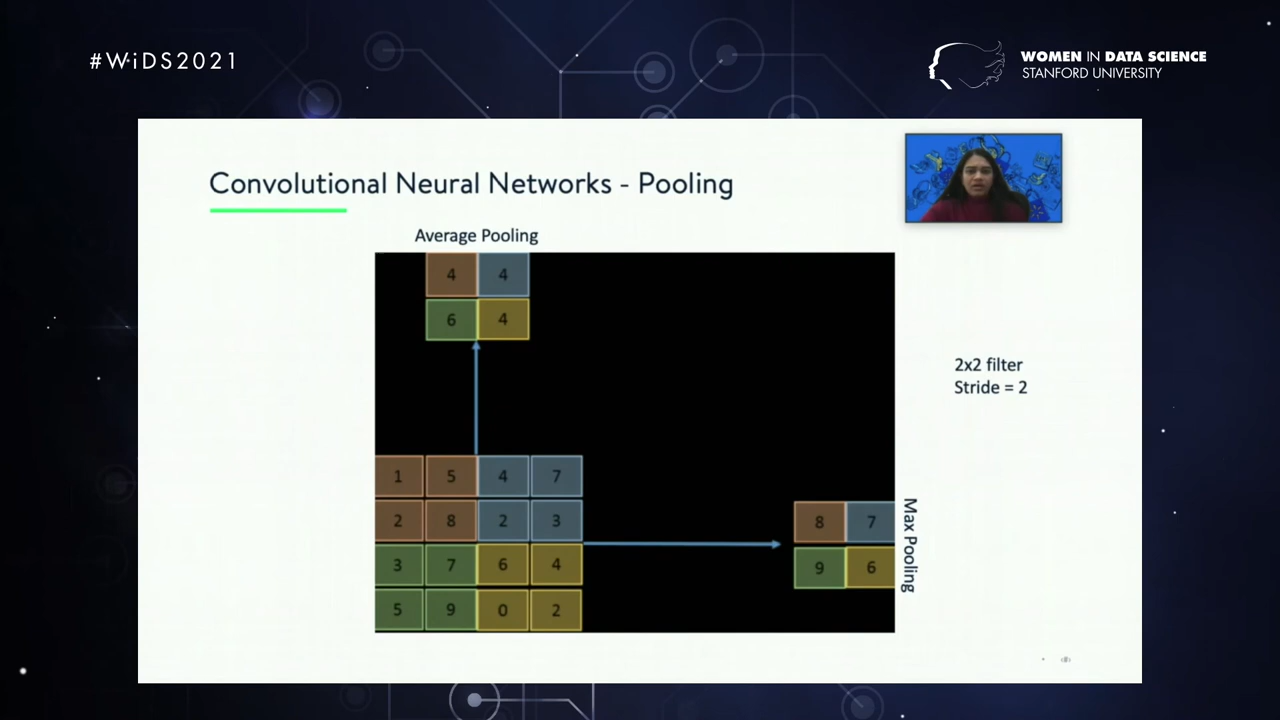 #WiDS2021
WOMEN IN DATA SCIENCE
STANFORD UNIVERSITY
Convolutional Neural Networks - Pooling
Average Pooling
4 4
6 4
2x2 filter
Stride = 2
1 5 4 7
2 8 2 3
3 7 6 4
5 9 0 2
8 7
9 6
Max Pooling